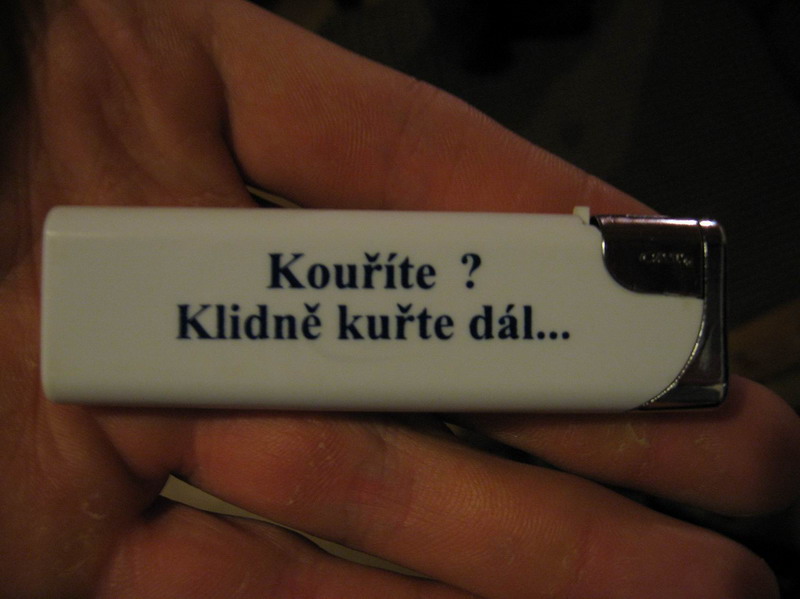 Kouříte ?
Klidně kuřte dál...